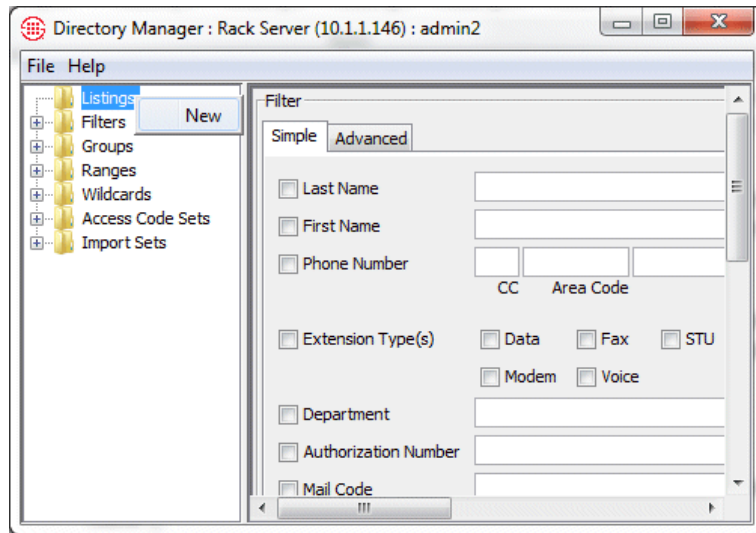 Directory Manager : Rack Server (10.1.1.146) : admin2
File Help
Listings
New
Filters
Groups
Ranges
Wildcards
Access Code Sets
Import Sets
Filter
Simple Advanced
Last Name
First Name
Phone Number
CC Area Code
Extension Type(s) Data Fax STU
Modem Voice
Department
Authorization Number
Mail Code